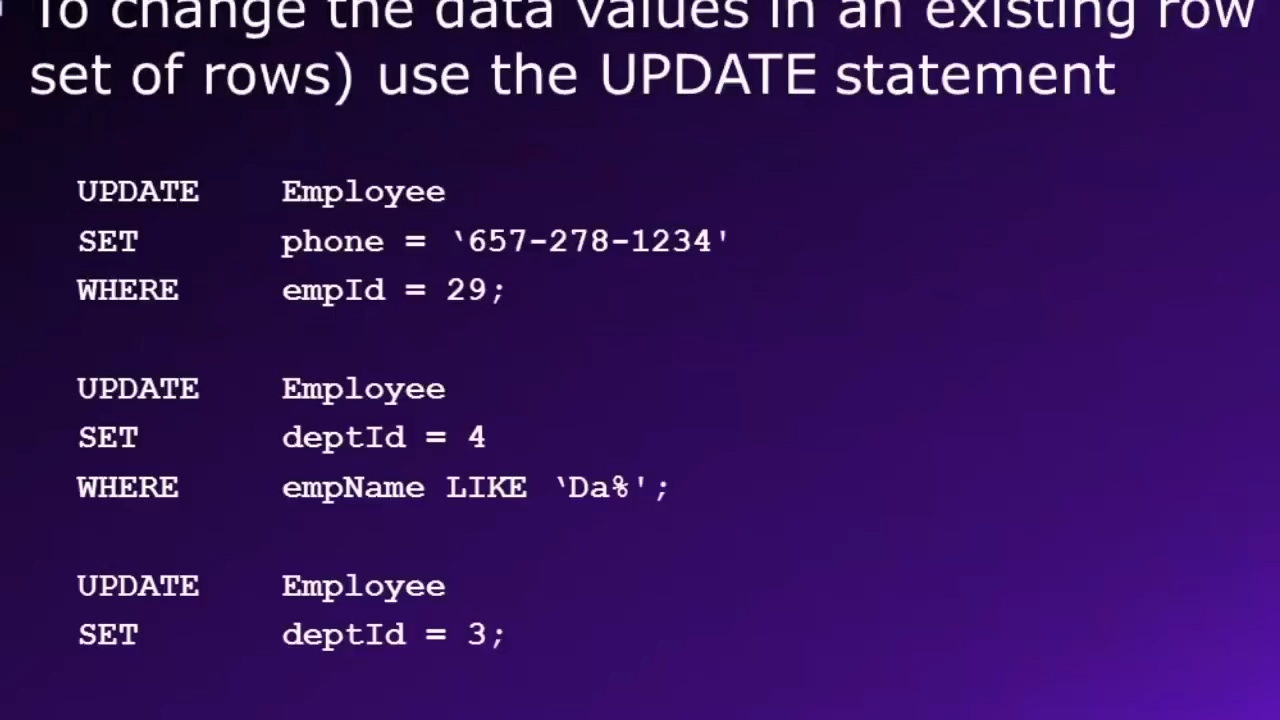 To change the data values in an existing row
set of rows) use the UPDATE statement
UPDATE Employee
SET phone = ‘657-278-1234'
WHERE empId = 29;
UPDATE Employee
SET deptId = 4
WHERE empName LIKE ‘Da%';
UPDATE Employee
SET deptId = 3;